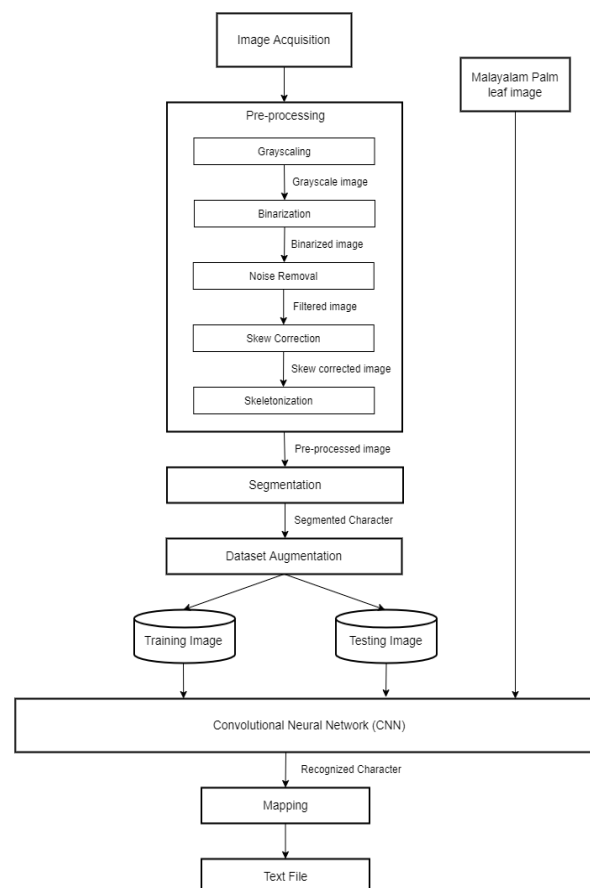 Image Acquisition
Malayalam Palm
leaf image
Pre-processing
Grayscaling
Grayscale image
Binarization
Binarized image
Noise Removal
Filtered image
Skew Correction
Skew corrected image
Skeletonization
Pre-processed image
Segmentation
Segmented Character
Dataset Augmentation
Training Image
Testing Image
Convolutional Neural Network (CNN)
Recognized Character
Mapping
Text File